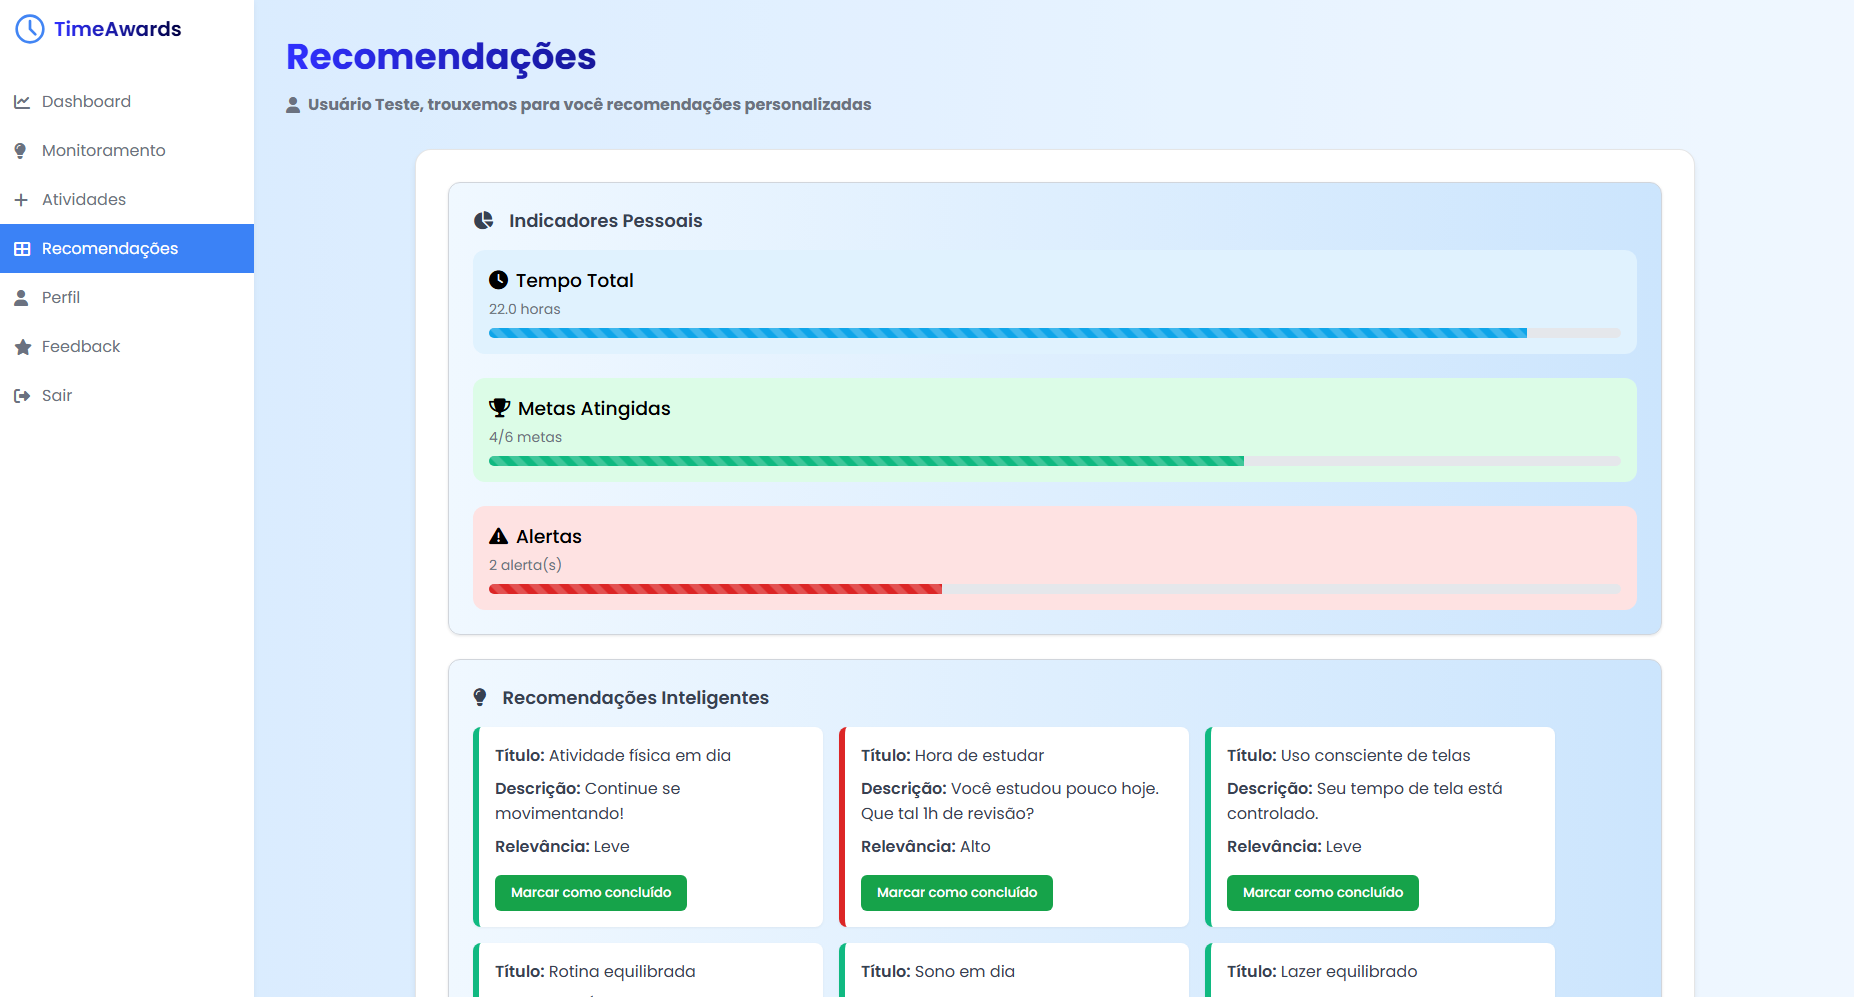 TimeAwards
Dashboard
Monitoramento
Atividades
Recomendações
Perfil
Feedback
Sair
Recomendações
Usuário Teste, trouxemos para você recomendações personalizadas
Indicadores Pessoais
Tempo Total
22.0 horas
Metas Atingidas
4/6 metas
Alertas
2 alerta(s)
Recomendações Inteligentes
Título: Atividade física em dia
Descrição: Continue se
movimentando!
Relevância: Leve
Marcar como concluído
Título: Hora de estudar
Descrição: Você estudou pouco hoje.
Que tal 1h de revisão?
Relevância: Alto
Marcar como concluído
Título: Uso consciente de telas
Descrição: Seu tempo de tela está
controlado.
Relevância: Leve
Marcar como concluído
Título: Rotina equilibrada
Título: Sono em dia
Título: Lazer equilibrado